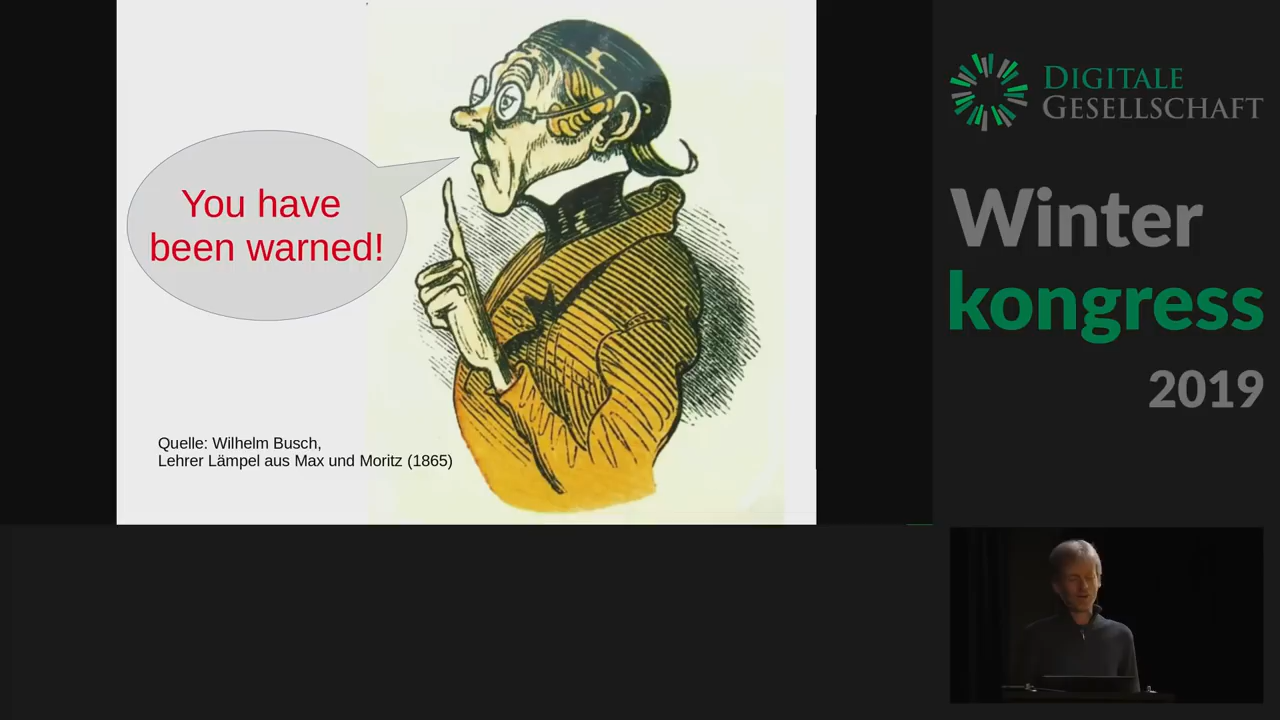 You have
been warned!
Quelle: Wilhelm Busch,
Lehrer Lämpel aus Max und Moritz (1865)
DIGITALE
GESELLSCHAFT
Winter
kongress
2019